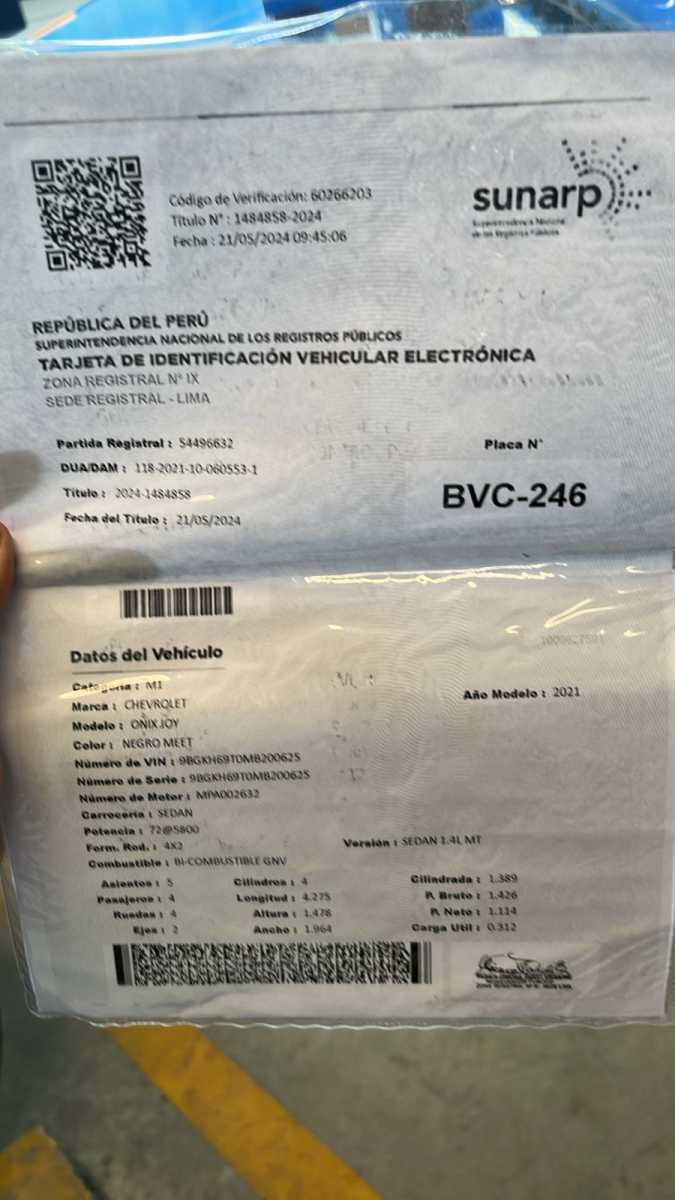 Código de Verificación: 60266203
Título N° : 1484858-2024
Fecha : 21/05/2024 09:45:06
sunarp
Superintendencia Nacional
de los Registros Públicos
REPÚBLICA DEL PERÚ
SUPERINTENDENCIA NACIONAL DE LOS REGISTROS PÚBLICOS
TARJETA DE IDENTIFICACIÓN VEHICULAR ELECTRÓNICA
ZONA REGISTRAL N° IX
SEDE REGISTRAL - LIMA
Partida Registral : 54496632
Placa N°
DUA/DAM : 118-2021-10-060553-1
Título : 2024-1484858
BVC-246
Fecha del Título : 21/05/2024
Datos del Vehículo
Categoría : M1
Año Modelo : 2021
Marca : CHEVROLET
Modelo : ONIX JOY
Color : NEGRO MEET
Número de VIN : 9BGKH69T0MB200625
Número de Serie : 9BGKH69T0MB200625
Número de Motor : MPA002632
Carrocería : SEDAN
Potencia : 72@5800
Form. Rod. : 4X2
Versión : SEDAN 1.4L MT
Combustible : BI-COMBUSTIBLE GNV
Asientos : 5 Cilindros : 4 Cilindrada : 1.389
Pasajeros : 4 Longitud : 4.275 P. Bruto : 1.426
Ruedas : 4 Altura : 1.478 P. Neto : 1.114
Ejes : 2 Ancho : 1.964 Carga Util : 0.312